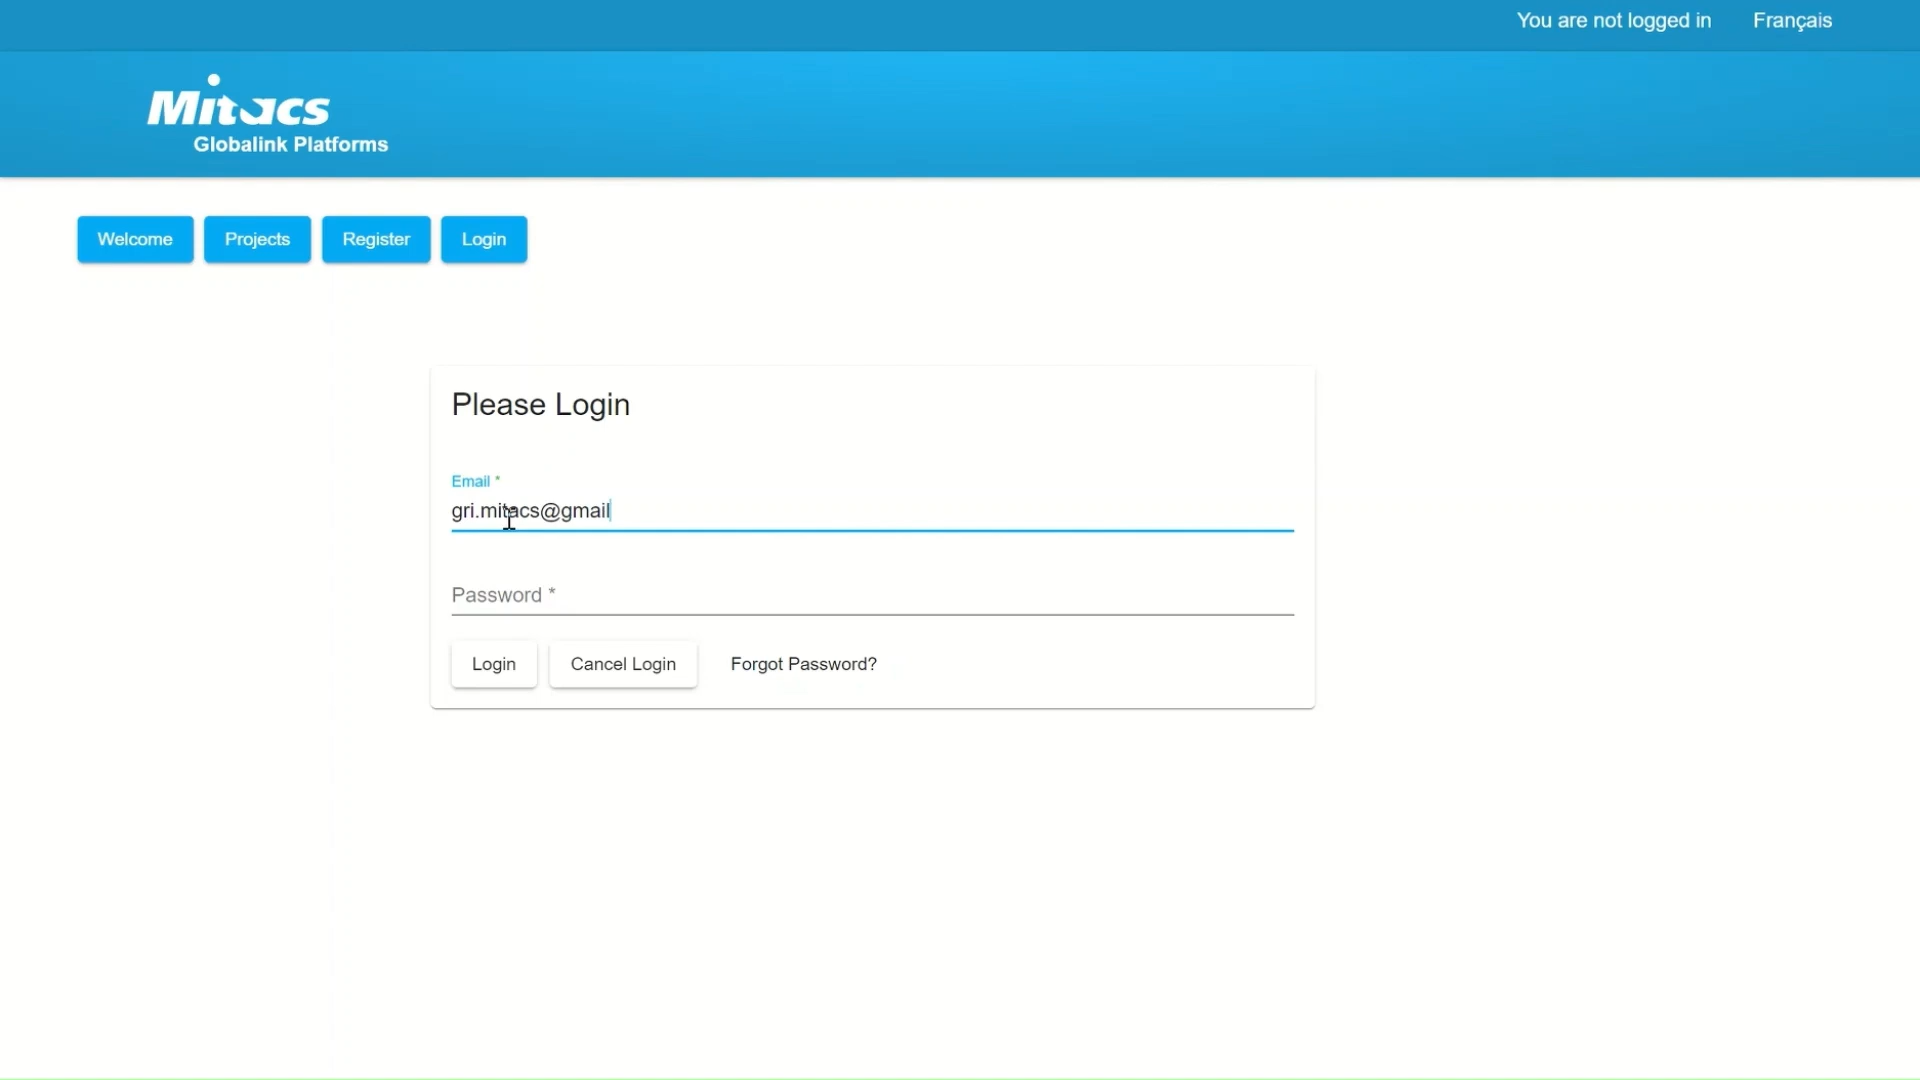 You are not logged in Français
Mitacs
Globalink Platforms
Welcome Projects Register Login
Please Login
Email *
gri.mitacs@gmail
Password *
Login Cancel Login Forgot Password?